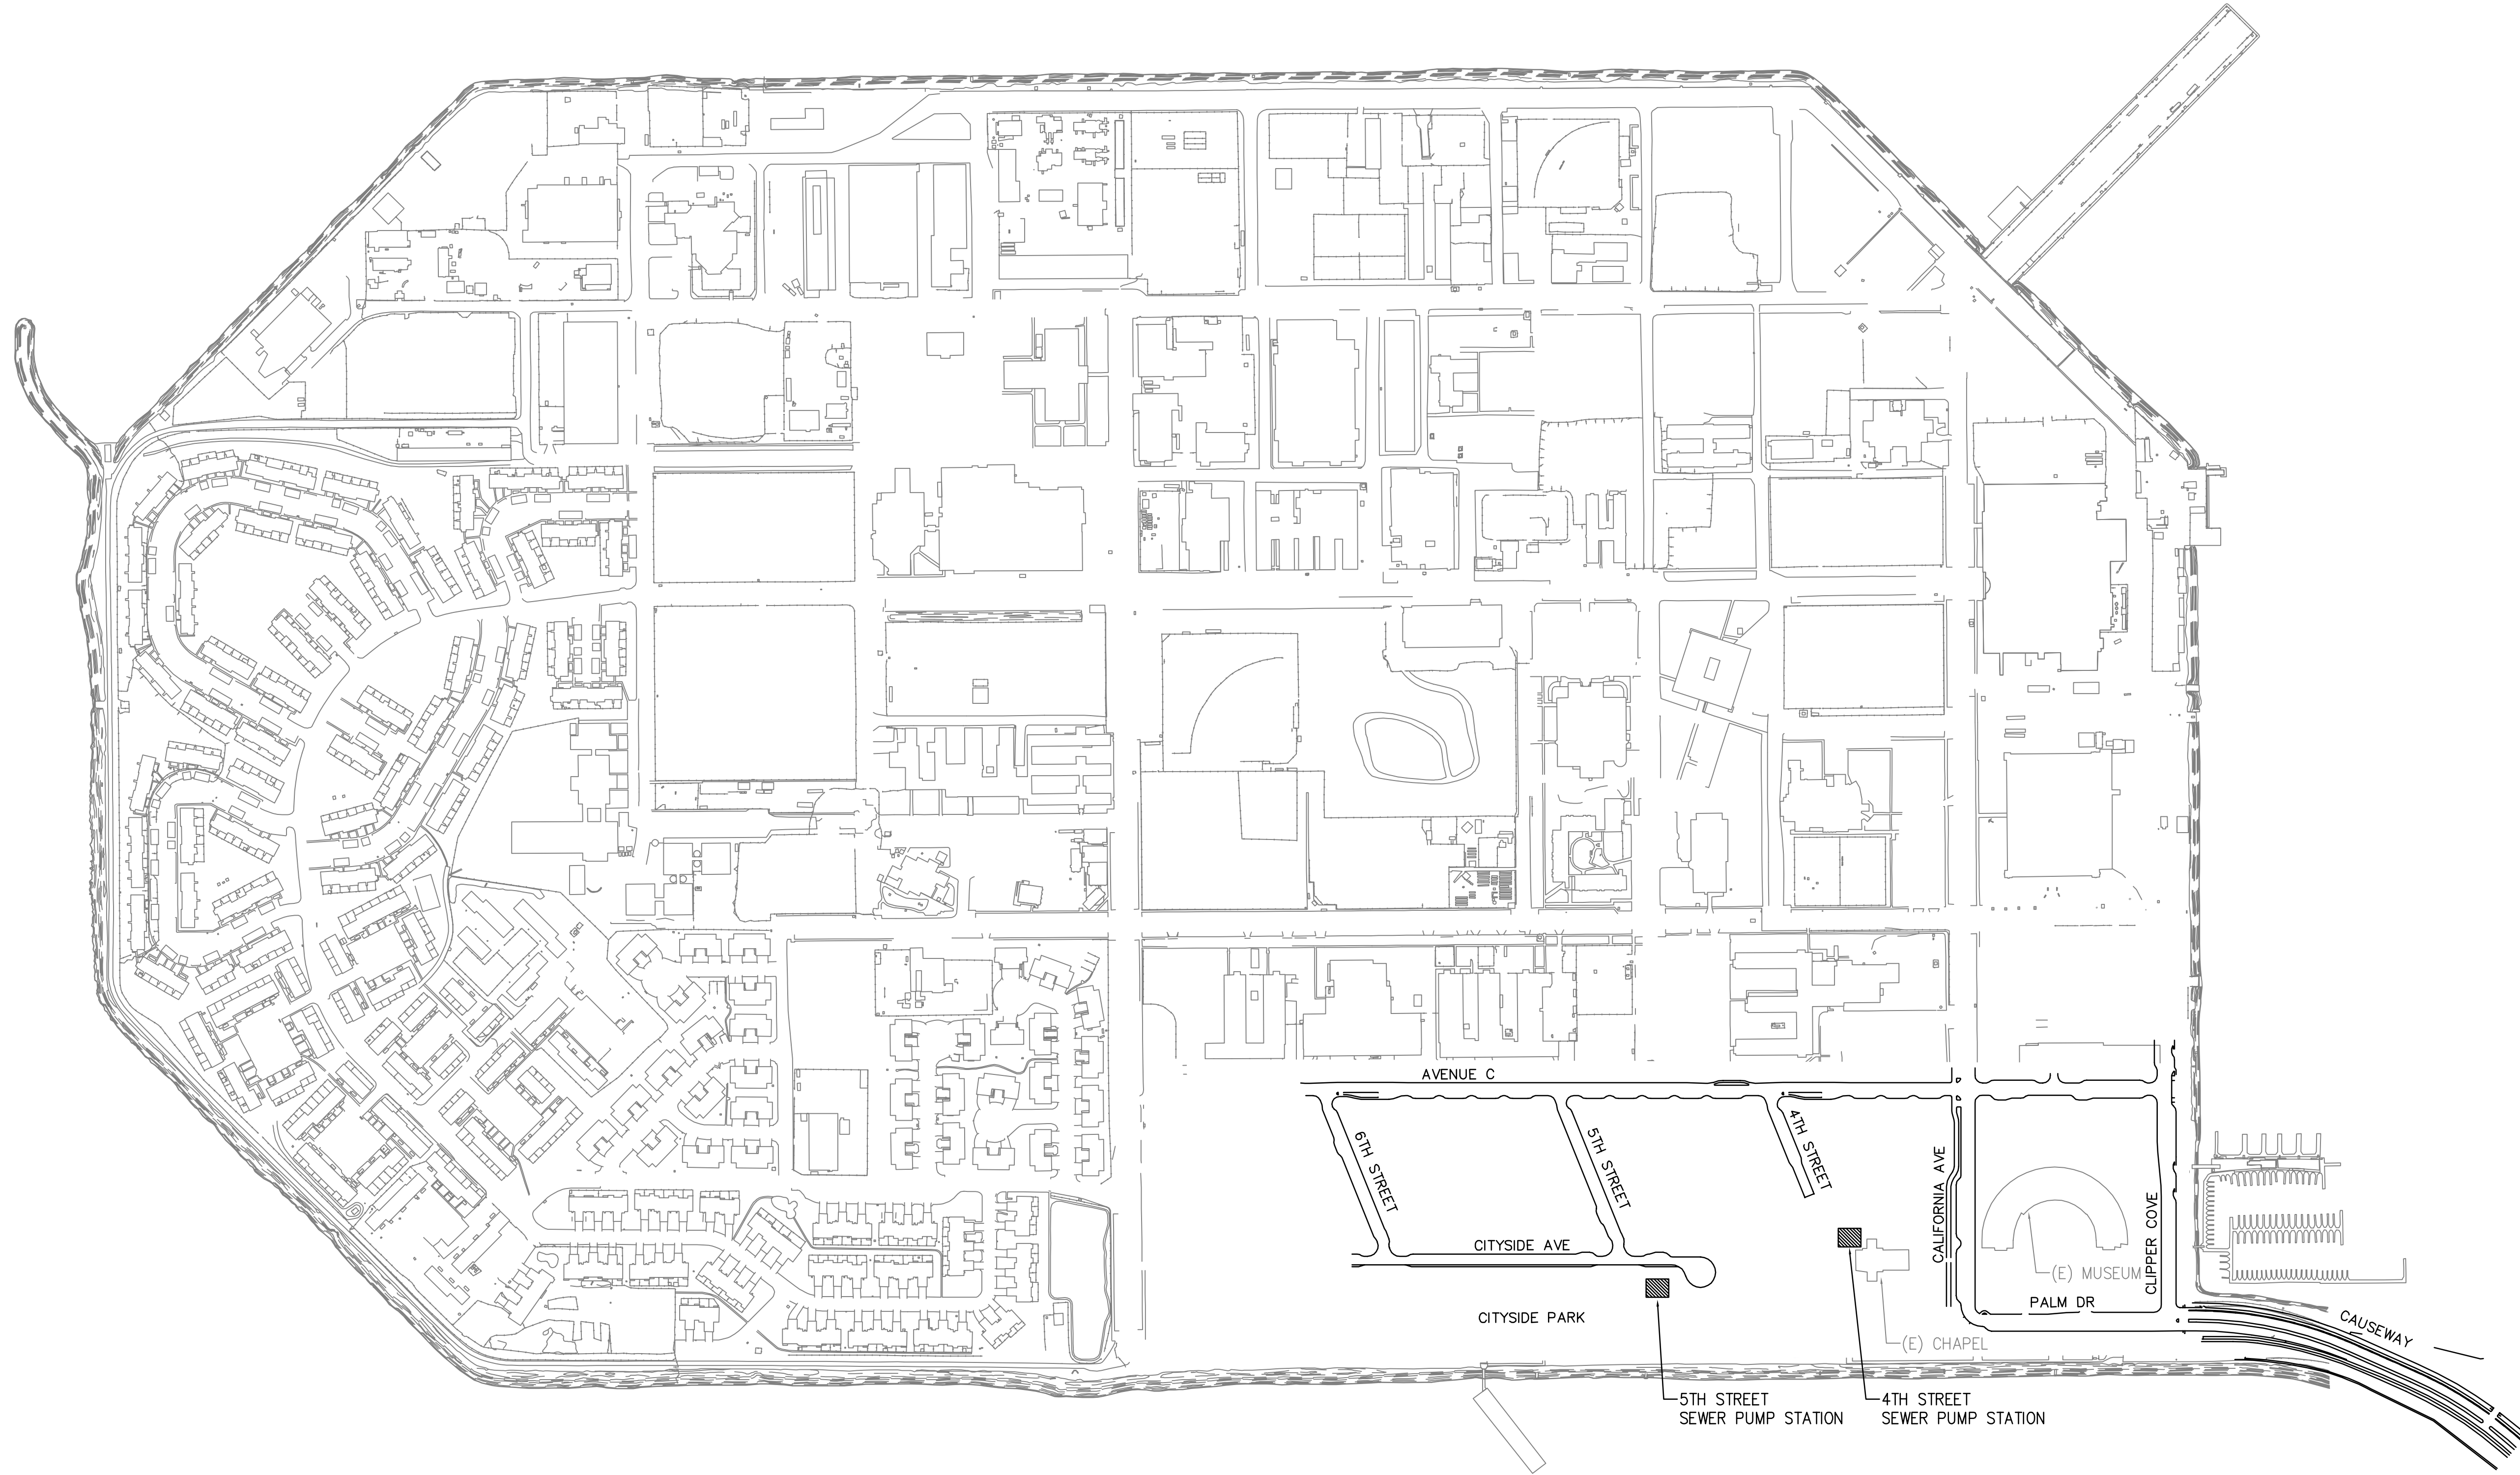 AVENUE C
6TH STREET
5TH STREET
4TH STREET
CALIFORNIA AVE
CLIPPER COVE
CITYSIDE AVE
(E) MUSEUM
PALM DR
CITYSIDE PARK
CAUSEWAY
(E) CHAPEL
5TH STREET
SEWER PUMP STATION
4TH STREET
SEWER PUMP STATION